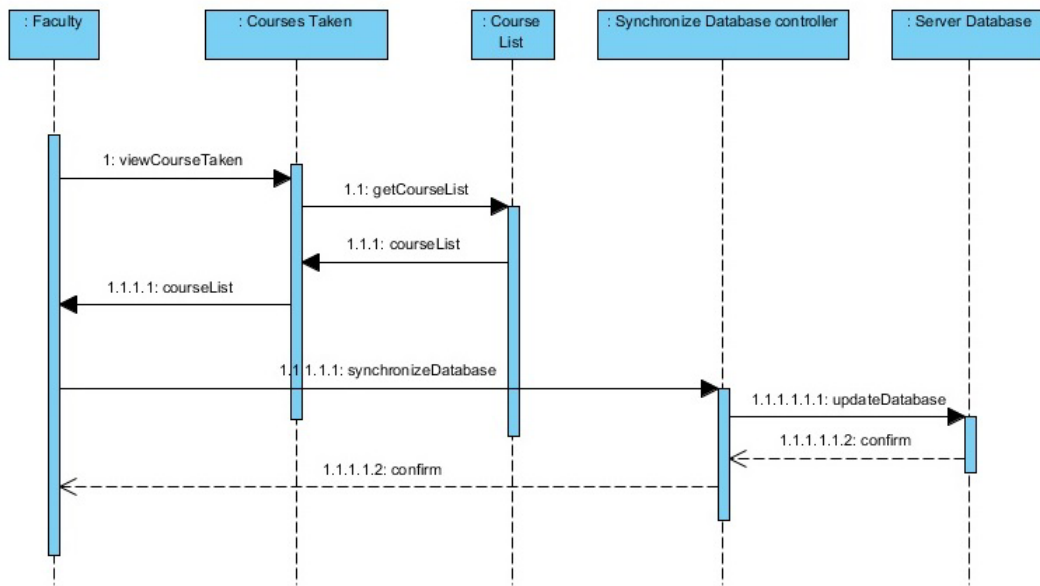 : Faculty
: Courses Taken
: Course
List
: Synchronize Database controller
: Server Database
1: viewCourseTaken
1.1: getCourseList
1.1.1: courseList
1.1.1.1: courseList
1.1.1.1.1: synchronizeDatabase
1.1.1.1.1.1: updateDatabase
1.1.1.1.1.2: confirm
1.1.1.1.2: confirm